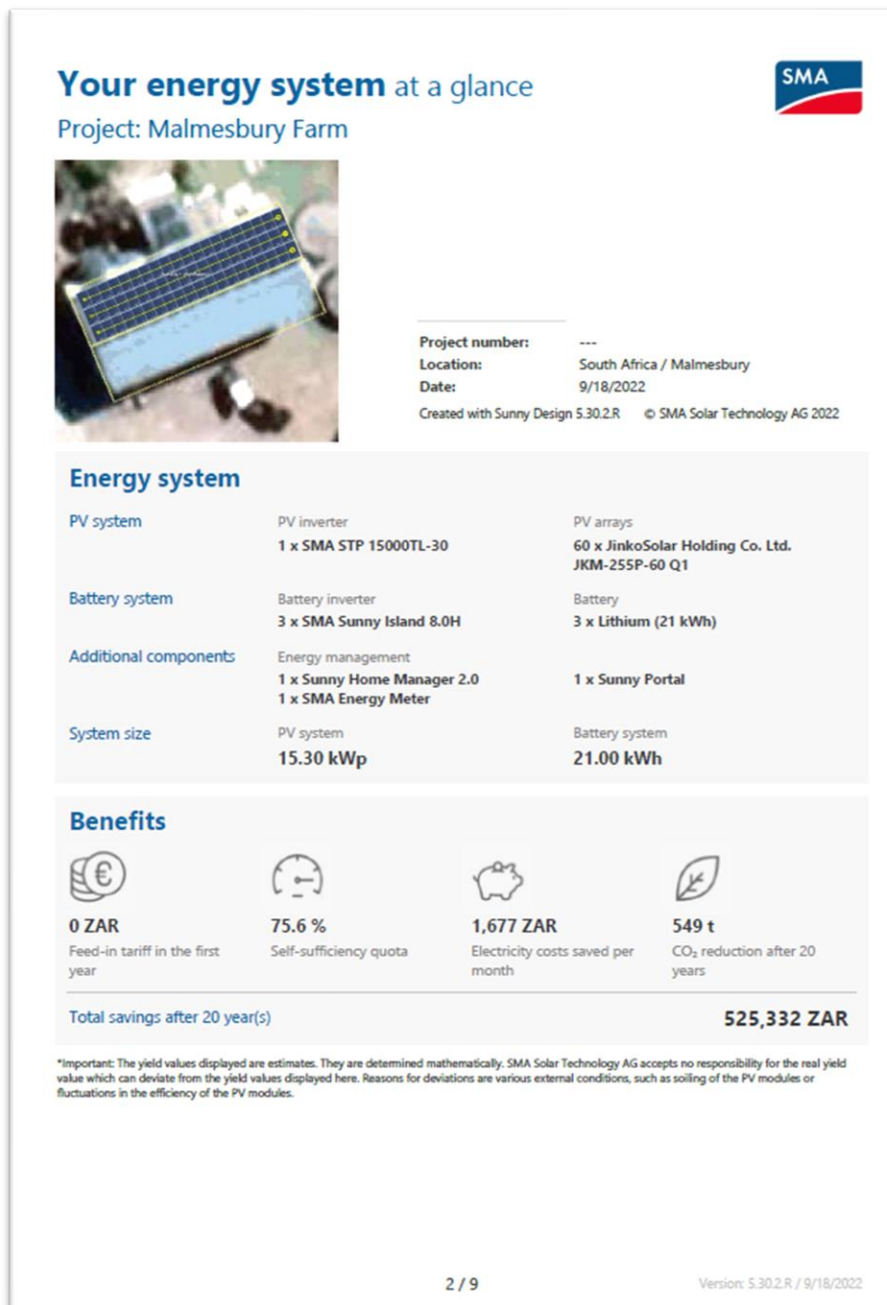 Your energy system at a glance
SMA
Project: Malmesbury Farm
Project number: ---
Location: South Africa / Malmesbury
Date: 9/18/2022
Created with Sunny Design 5.30.2.R © SMA Solar Technology AG 2022
Energy system
PV system
PV inverter
1 x SMA STP 15000TL-30
PV arrays
60 x JinkoSolar Holding Co. Ltd.
JKM-255P-60 Q1
Battery system
Battery inverter
3 x SMA Sunny Island 8.0H
Battery
3 x Lithium (21 kWh)
Additional components
Energy management
1 x Sunny Home Manager 2.0
1 x SMA Energy Meter
1 x Sunny Portal
System size
PV system
15.30 kWp
Battery system
21.00 kWh
Benefits
€
0 ZAR
Feed-in tariff in the first
year
75.6 %
Self-sufficiency quota
1,677 ZAR
Electricity costs saved per
month
549 t
CO₂ reduction after 20
years
Total savings after 20 year(s)
525,332 ZAR
*Important: The yield values displayed are estimates. They are determined mathematically. SMA Solar Technology AG accepts no responsibility for the real yield
value which can deviate from the yield values displayed here. Reasons for deviations are various external conditions, such as soiling of the PV modules or
fluctuations in the efficiency of the PV modules.
2 / 9
Version: 5.30.2.R / 9/18/2022